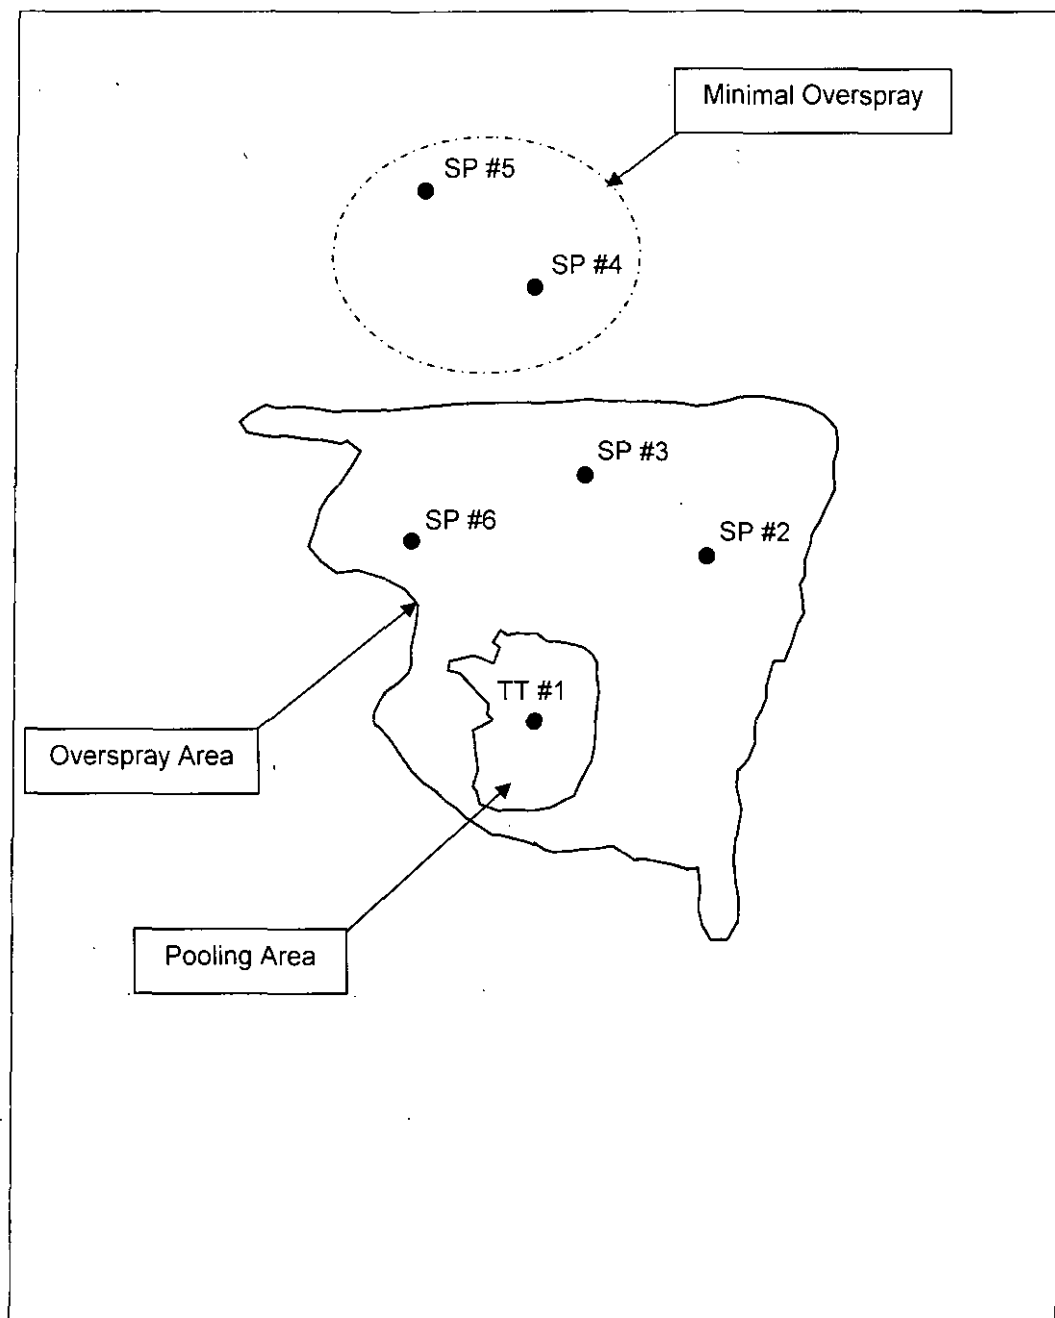 Minimal Overspray
SP #5
SP #4
SP #3
SP #6
SP #2
TT #1
Overspray Area
Pooling Area